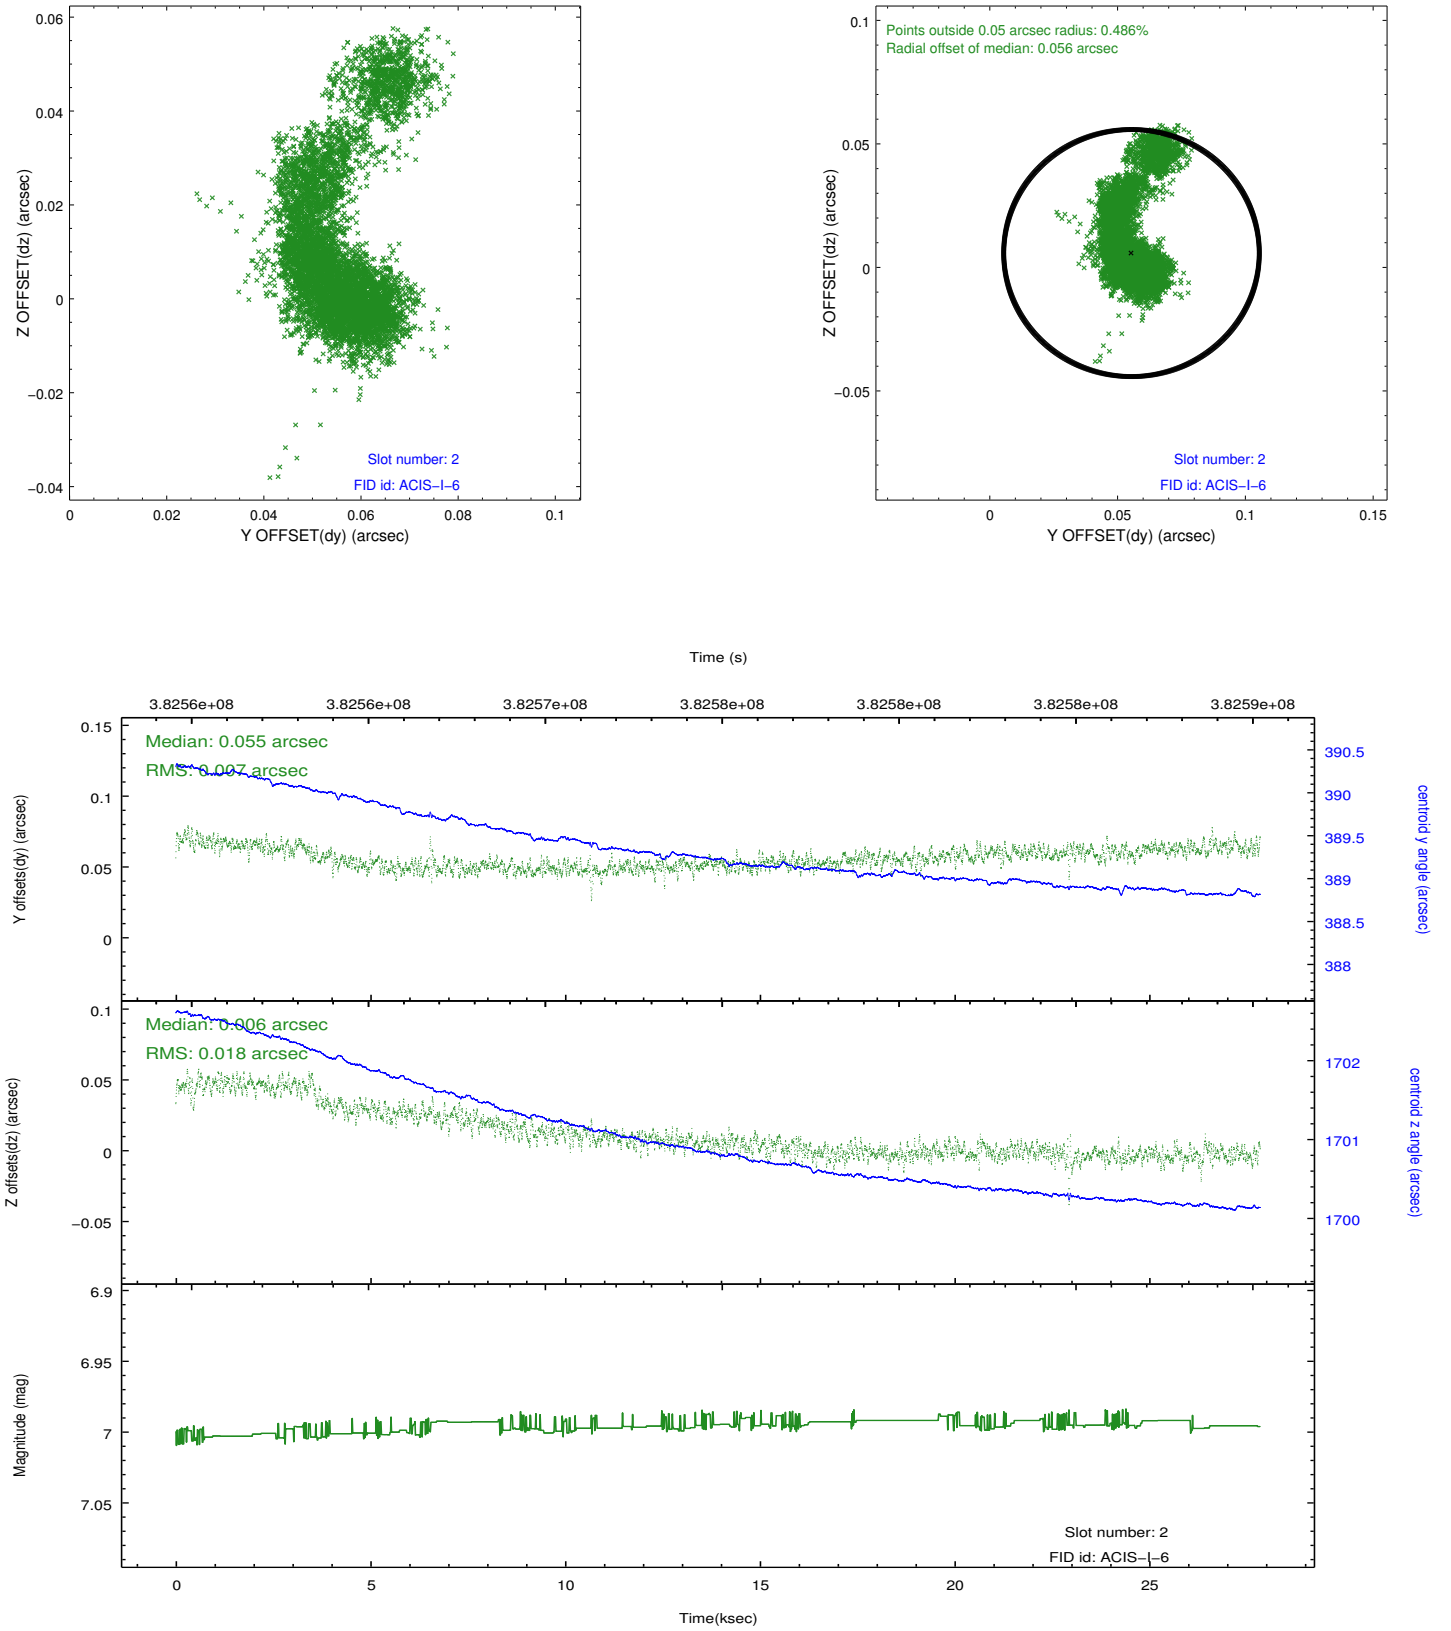 0.06
0.04
0.02
0
−0.02
−0.04
Z OFFSET(dz) (arcsec)
Slot number: 2
FID id: ACIS−I−6
0 0.02 0.04 0.06 0.08 0.1
Y OFFSET(dy) (arcsec)
0.1
0.05
0
−0.05
Z OFFSET(dz) (arcsec)
Points outside 0.05 arcsec radius: 0.486%
Radial offset of median: 0.056 arcsec
Slot number: 2
FID id: ACIS−I−6
0 0.05 0.1 0.15
Y OFFSET(dy) (arcsec)
Time (s)
3.8256e+08 3.8256e+08 3.8257e+08 3.8258e+08 3.8258e+08 3.8258e+08 3.8259e+08
0.15
0.1
0.05
0
Y offsets(dy) (arcsec)
Median: 0.055 arcsec
RMS: 0.007 arcsec
390.5
390
389.5
389
388.5
388
centroid y angle (arcsec)
0.1
0.05
0
−0.05
Z offsets(dz) (arcsec)
Median: 0.006 arcsec
RMS: 0.018 arcsec
1702
1701
1700
centroid z angle (arcsec)
6.9
6.95
7
7.05
Magnitude (mag)
Slot number: 2
FID id: ACIS−I−6
0 5 10 15 20 25
Time(ksec)